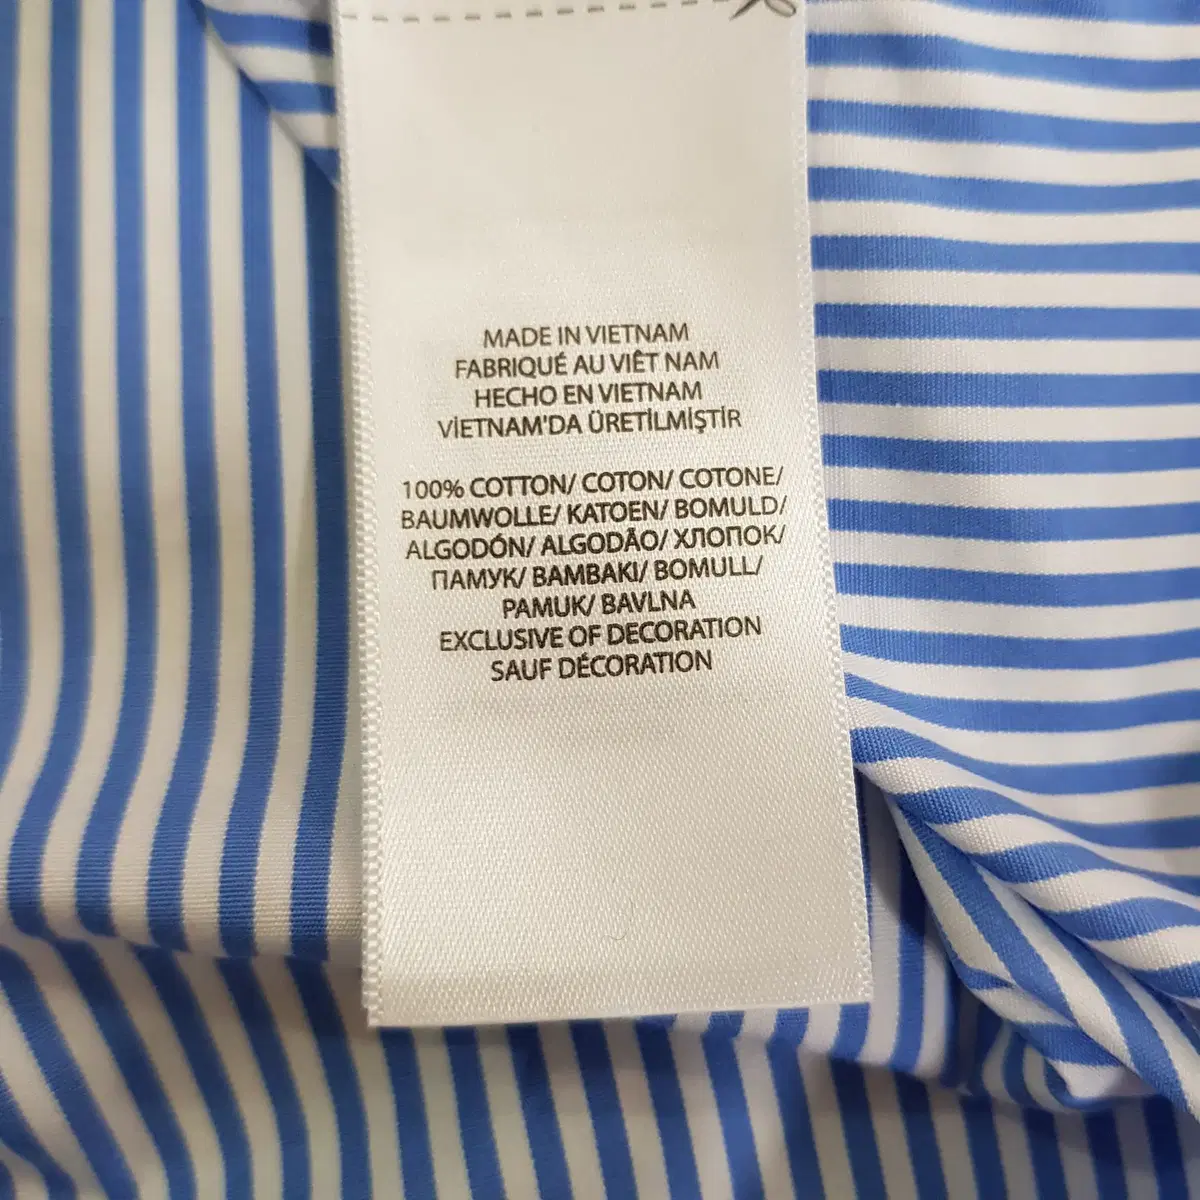 MADE IN VIETNAM
FABRIQUÉ AU VIÊT NAM
HECHO EN VIETNAM
VİETNAM'DA ÜRETİLMİŞTİR
100% COTTON/ COTON/ COTONE/
BAUMWOLLE/ KATOEN/ BOMULD/
ALGODÓN/ ALGODÃO/ ХЛОПОК/
ПАМУК/ BAMBAKI/ BOMULL/
PAMUK/ BAVLNA
EXCLUSIVE OF DECORATION
SAUF DÉCORATION